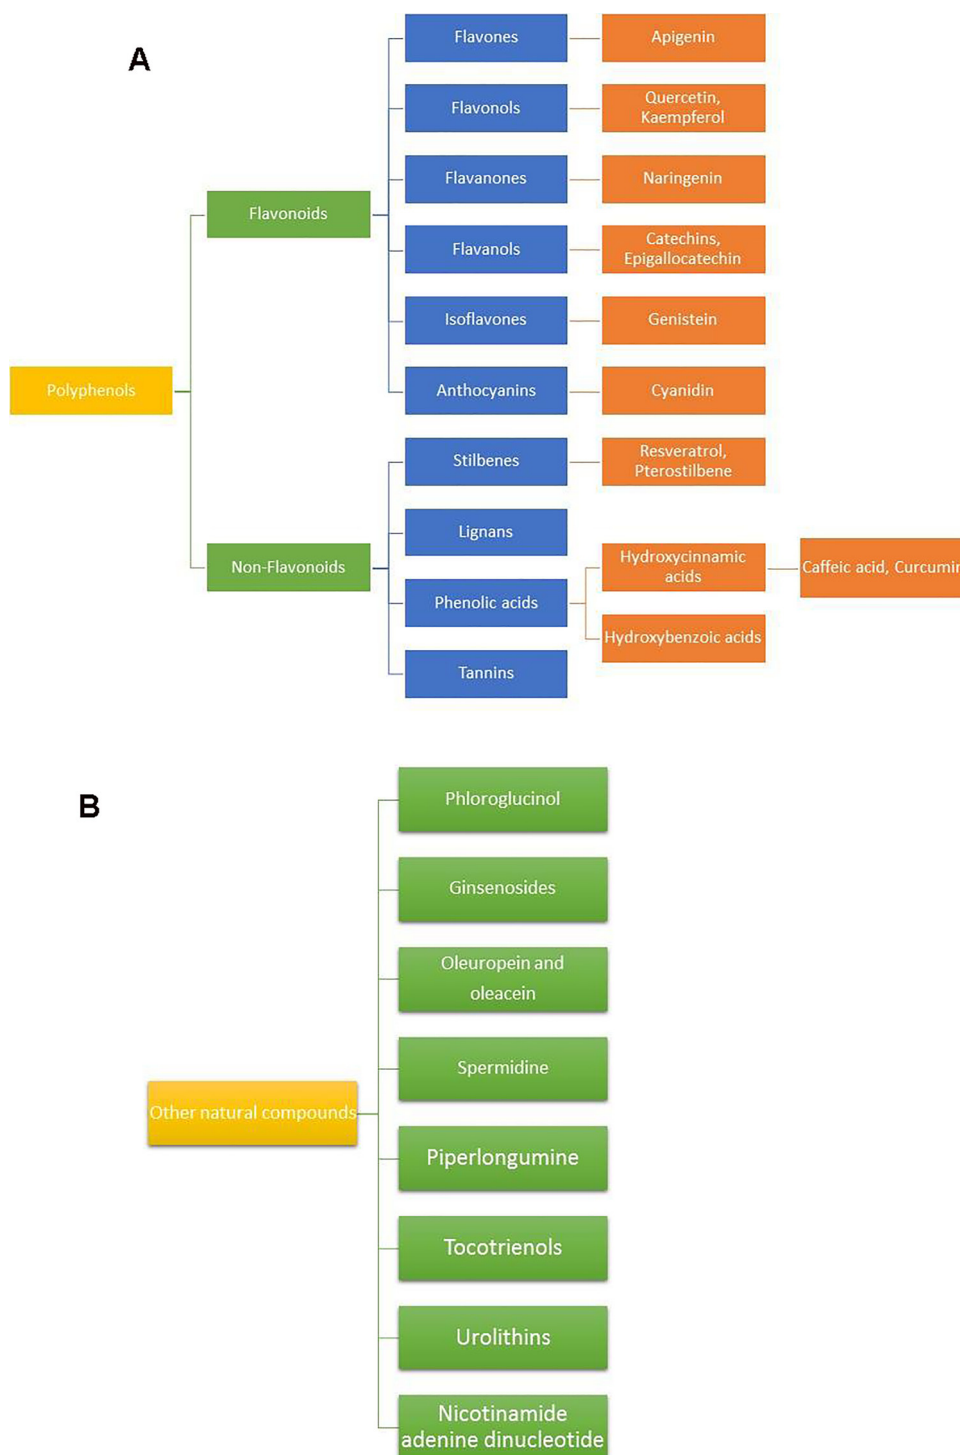 A
Flavones
Apigenin
Flavonols
Quercetin,
Kaempferol
Flavanones
Naringenin
Flavonoids
Flavanols
Catechins,
Epigallocatechin
Isoflavones
Genistein
Polyphenols
Anthocyanins
Cyanidin
Stilbenes
Resveratrol,
Pterostilbene
Lignans
Non-Flavonoids
Hydroxycinnamic
acids
Caffeic acid, Curcumin
Phenolic acids
Hydroxybenzoic acids
Tannins
B
Phloroglucinol
Ginsenosides
Oleuropein and
oleacein
Spermidine
Other natural compounds
Piperlongumine
Tocotrienols
Urolithins
Nicotinamide
adenine dinucleotide